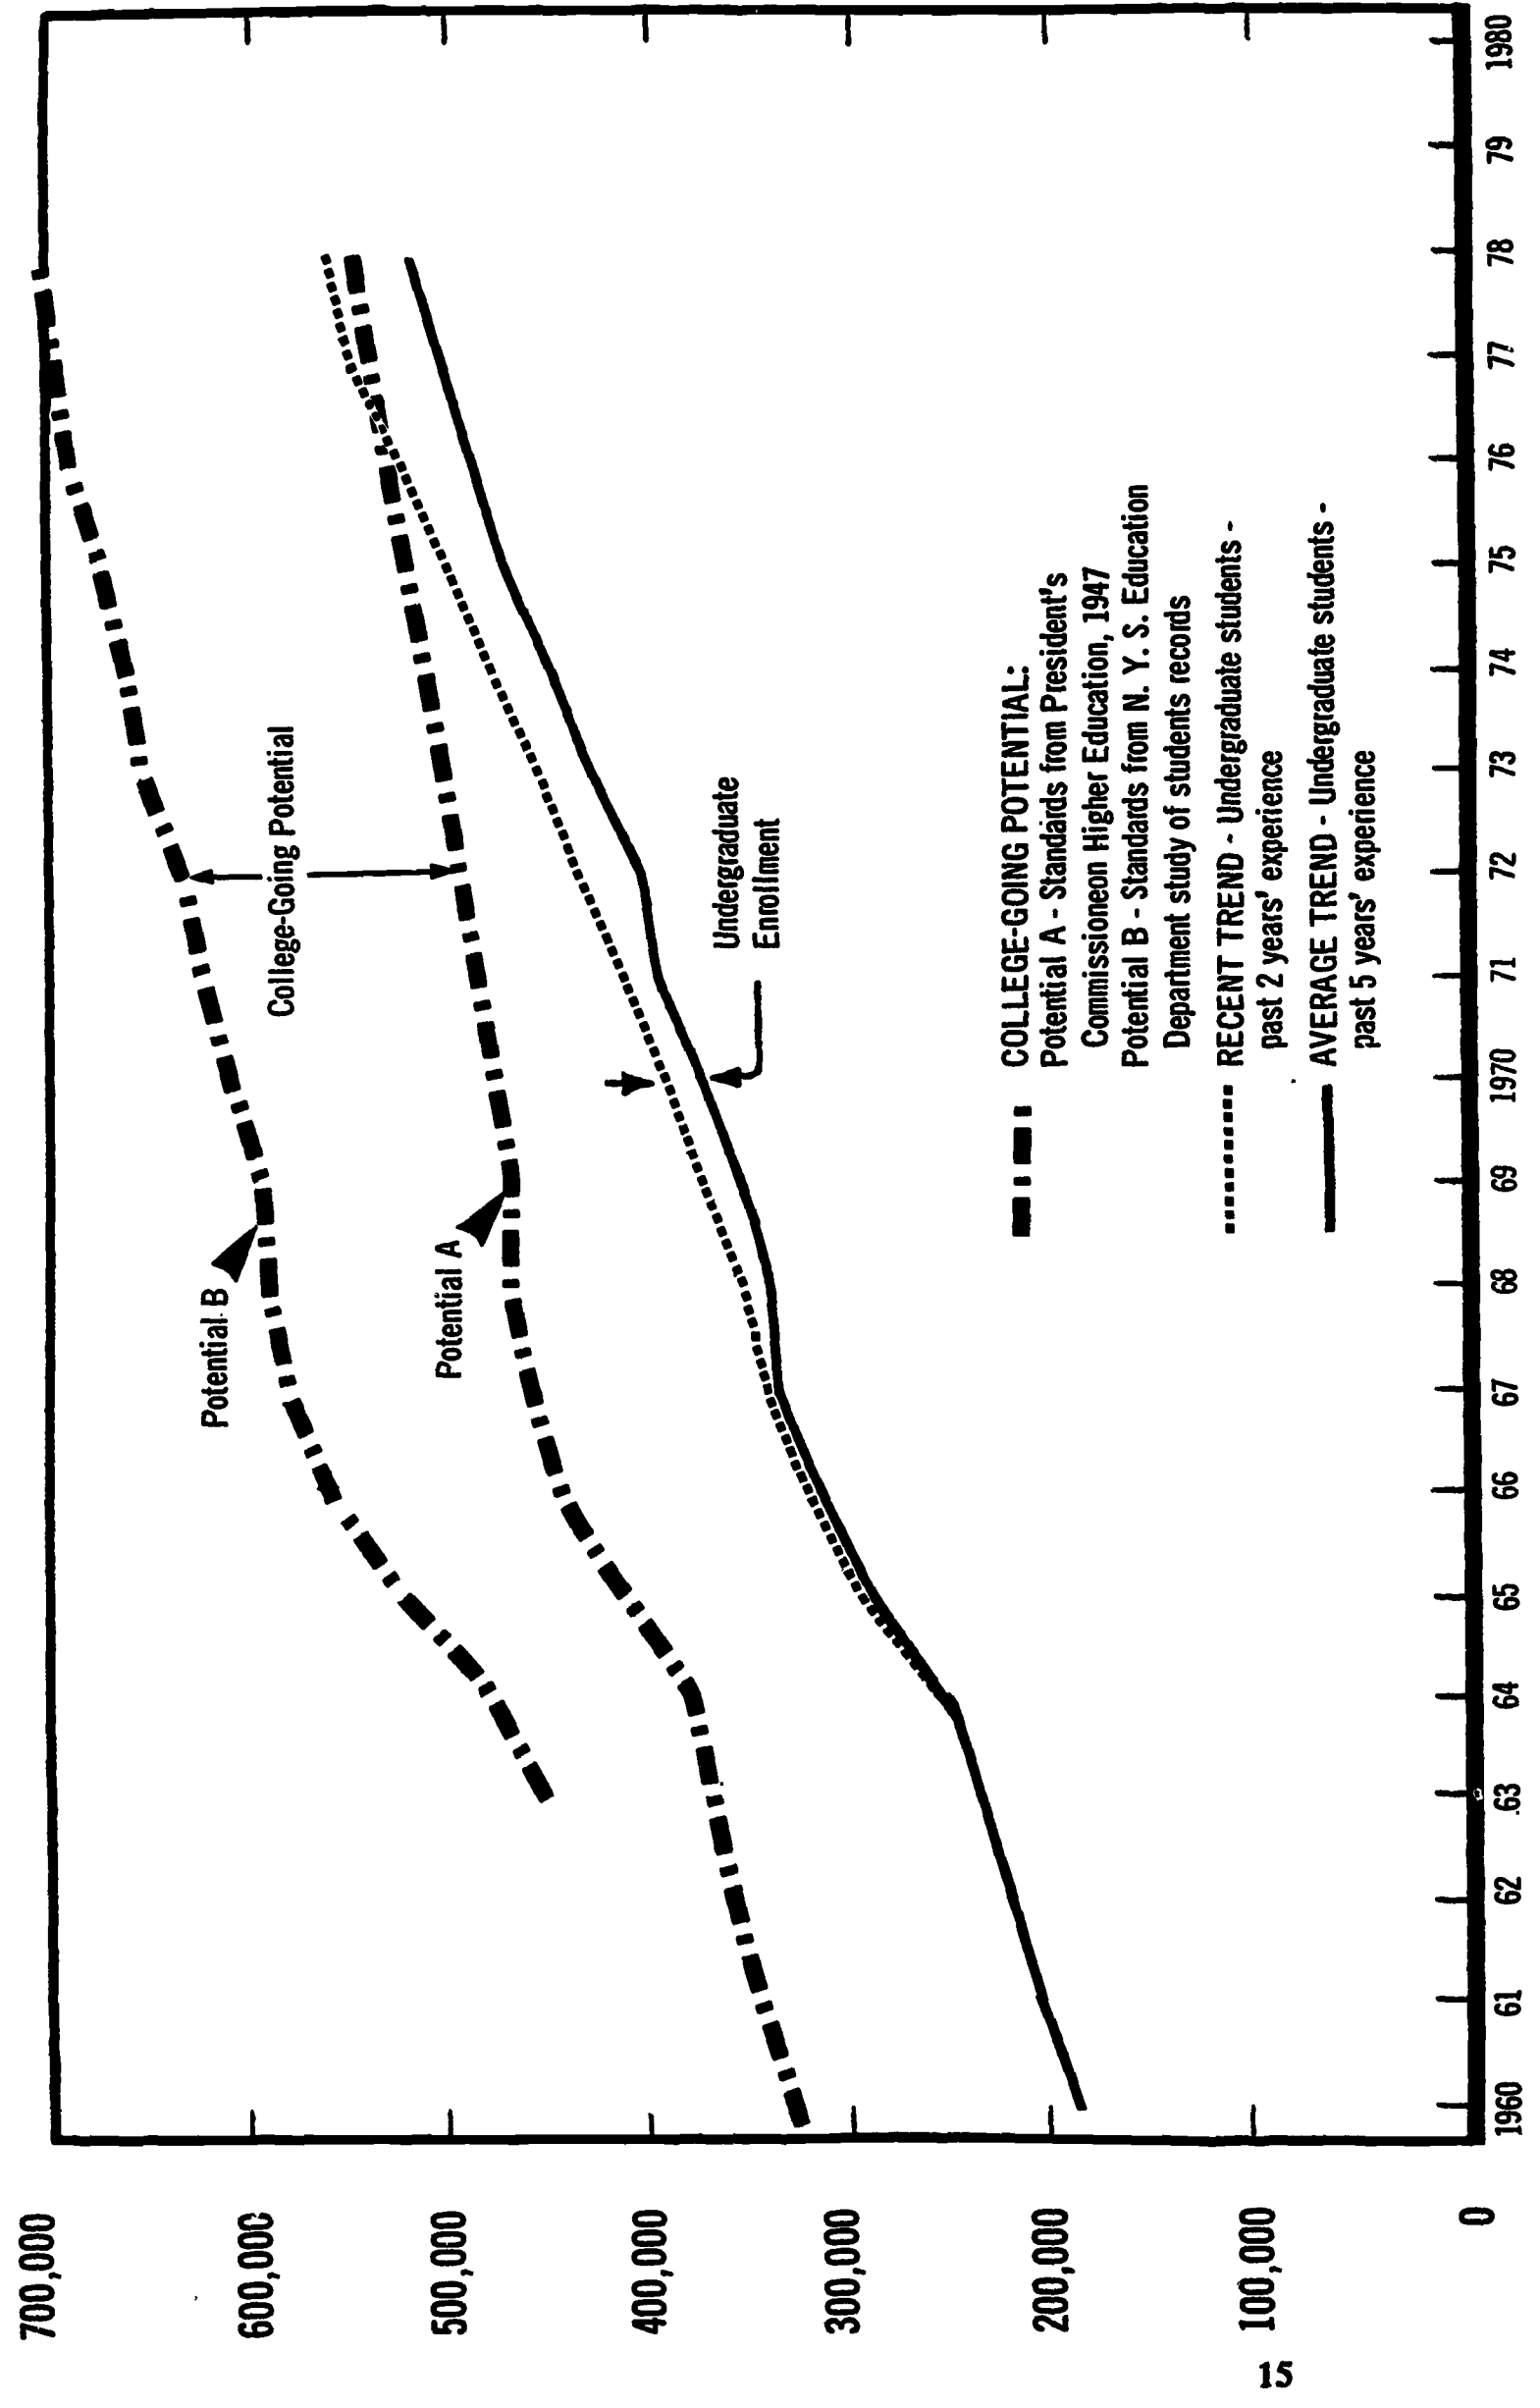 700,000
600,000
500,000
400,000
300,000
200,000
100,000
0
Potential B
College-Going Potential
Potential A
Undergraduate
Enrollment
COLLEGE-GOING POTENTIAL:
Potential A - Standards from President's
Commissioneon Higher Education, 1947
Potential B - Standards from N. Y. S. Education
Department study of students records
RECENT TREND - Undergraduate students -
past 2 years' experience
AVERAGE TREND - Undergraduate students -
past 5 years' experience
1960 61 62 63 64 65 66 67 68 69 1970 71 72 73 74 75 76 77 78 79 1980
15